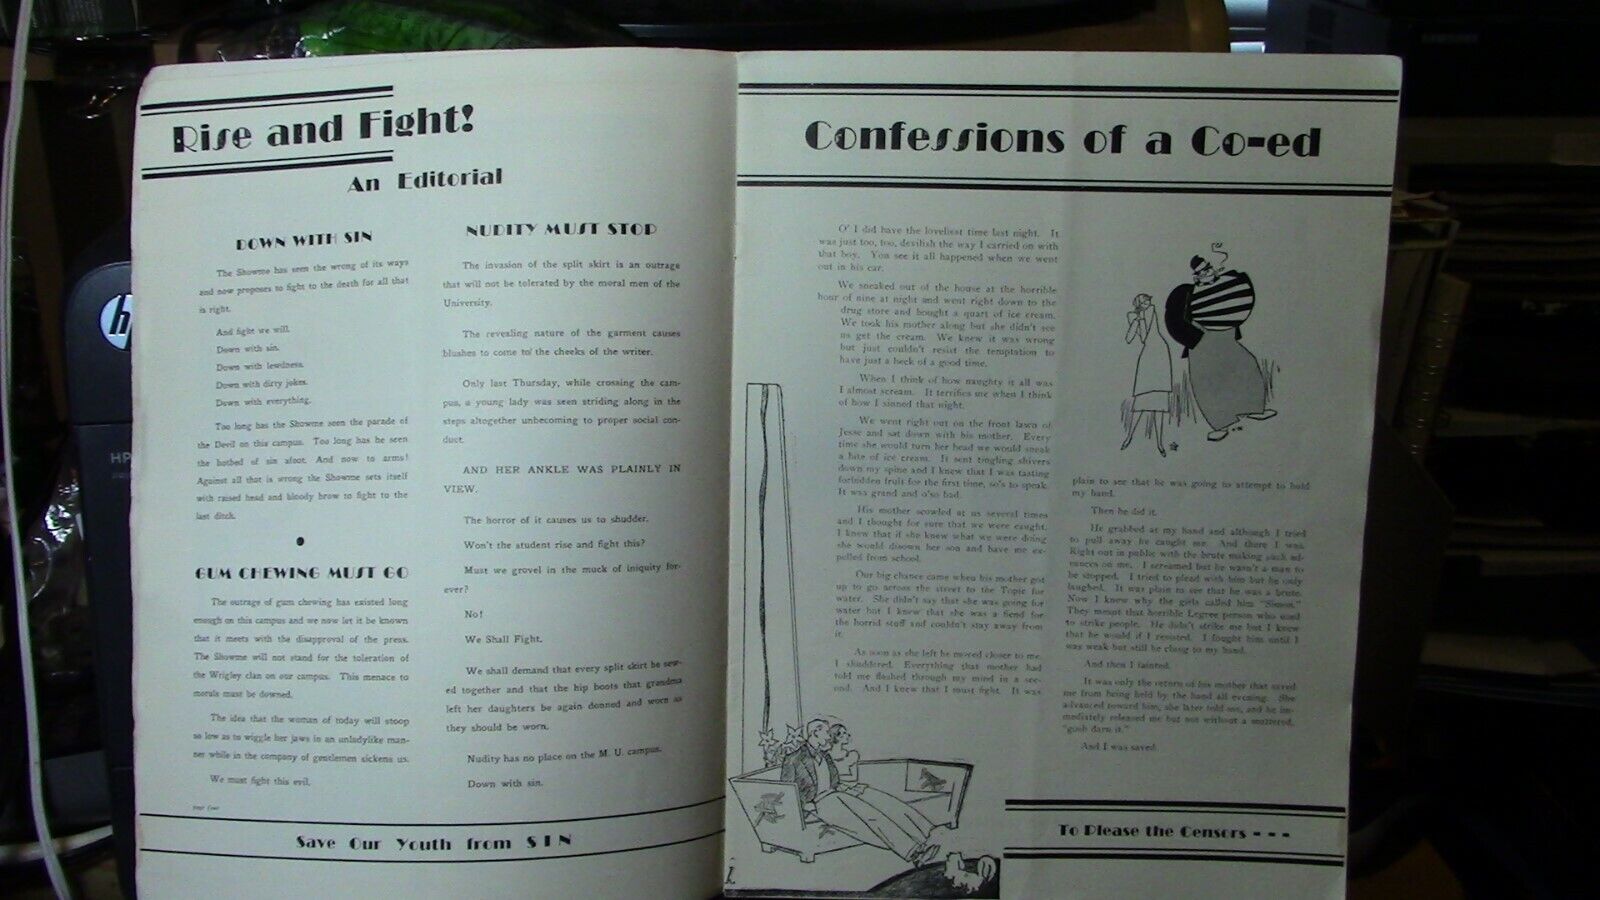 Rise and Fight!
An Editorial
DOWN WITH SIN
The Showme has seen the wrong of its ways
and now proposes to fight to the death for all that
is right.
And fight we will.
Down with sin.
Down with lewdness.
Down with dirty jokes.
Down with everything.
Too long has the Showme seen the parade of
the Devil on this campus. Too long has he seen
the hotbed of sin afoot. And now to arms!
Against all that is wrong the Showme sets itself
with raised head and bloody brow to fight to the
last ditch.
GUM CHEWING MUST GO
The outrage of gum chewing has existed long
enough on this campus and we now let it be known
that it meets with the disapproval of the press.
The Showme will not stand for the toleration of
the Wrigley clan on our campus. This menace to
morals must be downed.
The idea that the woman of today will stoop
so low as to wiggle her jaws in an unladylike man-
ner while in the company of gentlemen sickens us.
We must fight this evil.
page four
NUDITY MUST STOP
The invasion of the split skirt is an outrage
that will not be tolerated by the moral men of the
University.
The revealing nature of the garment causes
blushes to come to the cheeks of the writer.
Only last Thursday, while crossing the cam-
pus, a young lady was seen striding along in the
steps altogether unbecoming to proper social con-
duct.
AND HER ANKLE WAS PLAINLY IN
VIEW.
The horror of it causes us to shudder.
Won't the student rise and fight this?
Must we grovel in the muck of iniquity for-
ever?
No!
We Shall Fight.
We shall demand that every split skirt be sew-
ed together and that the hip boots that grandma
left her daughters be again donned and worn as
they should be worn.
Nudity has no place on the M. U. campus.
Down with sin.
Save Our Youth from SIN
Confessions of a Co-ed
O' I did have the loveliest time last night. It
was just too, too, devilish the way I carried on with
that boy. You see it all happened when we went
out in his car.
We sneaked out of the house at the horrible
hour of nine at night and went right down to the
drug store and bought a quart of ice cream.
We took his mother along but she didn't see
us get the cream. We knew it was wrong
but just couldn't resist the temptation to
have just a heck of a good time.
When I think of how naughty it all was
I almost scream. It terrifies me when I think
of how I sinned that night.
We went right out on the front lawn of
Jesse and sat down with his mother. Every
time she would turn her head we would sneak
a bite of ice cream. It sent tingling shivers
down my spine and I knew that I was tasting
forbidden fruit for the first time, so's to speak.
It was grand and o'so bad.
His mother scowled at us several times
and I thought for sure that we were caught.
I knew that if she knew what we were doing
she would disown her son and have me ex-
pelled from school.
Our big chance came when his mother got
up to go across the street to the Topic for
water. She didn't say that she was going for
water but I knew that she was a fiend for
the horrid stuff and couldn't stay away from
it.
As soon as she left he moved closer to me.
I shuddered. Everything that mother had
told me flashed through my mind in a sec-
ond. And I knew that I must fight. It was
plain to see that he was going to attempt to hold
my hand.
Then he did it.
He grabbed at my hand and although I tried
to pull away he caught me. And there I was.
Right out in public with the brute making such ad-
vances on me. I screamed but he wasn't a man to
be stopped. I tried to plead with him but he only
laughed. It was plain to see that he was a brute.
Now I knew why the girls called him "Simon."
They meant that horrible Legree person who used
to strike people. He didn't strike me but I knew
that he would if I resisted. I fought him until I
was weak but still he clung to my hand.
And then I fainted.
It was only the return of his mother that saved
me from being held by the hand all evening. She
advanced toward him, she later told me, and he im-
mediately released me but not without a muttered,
"gosh darn it."
And I was saved.
To Please the Censors - - -
hp
HP
SAMSUNG